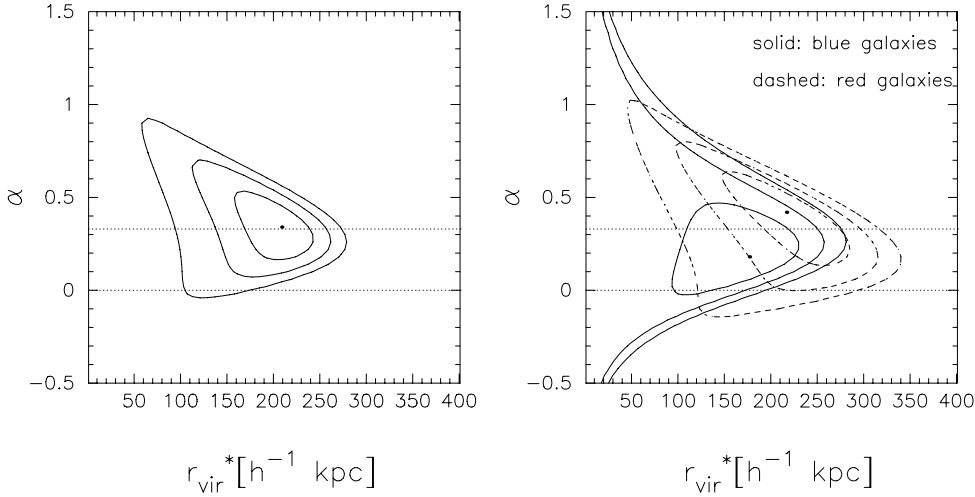 1.5
1
0.5
0
−0.5
α
50 100 150 200 250 300 350 400
r_vir^*[h^−1 kpc]
solid: blue galaxies
dashed: red galaxies
1.5
1
0.5
0
−0.5
α
50 100 150 200 250 300 350 400
r_vir^*[h^−1 kpc]